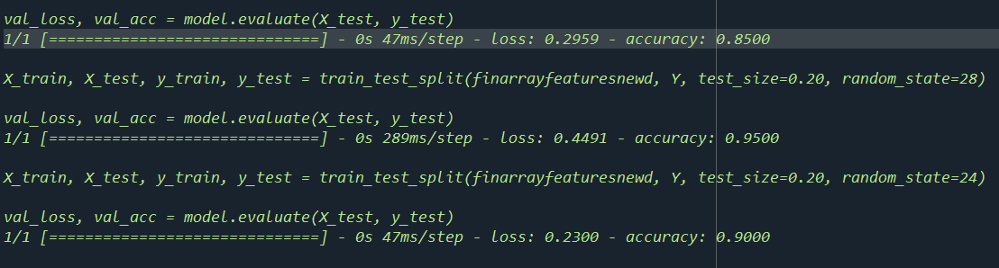 val_loss, val_acc = model.evaluate(X_test, y_test)
1/1 [==============================] - 0s 47ms/step - loss: 0.2959 - accuracy: 0.8500
X_train, X_test, y_train, y_test = train_test_split(finarrayfeaturesnewd, Y, test_size=0.20, random_state=28)
val_loss, val_acc = model.evaluate(X_test, y_test)
1/1 [==============================] - 0s 289ms/step - loss: 0.4491 - accuracy: 0.9500
X_train, X_test, y_train, y_test = train_test_split(finarrayfeaturesnewd, Y, test_size=0.20, random_state=24)
val_loss, val_acc = model.evaluate(X_test, y_test)
1/1 [==============================] - 0s 47ms/step - loss: 0.2300 - accuracy: 0.9000